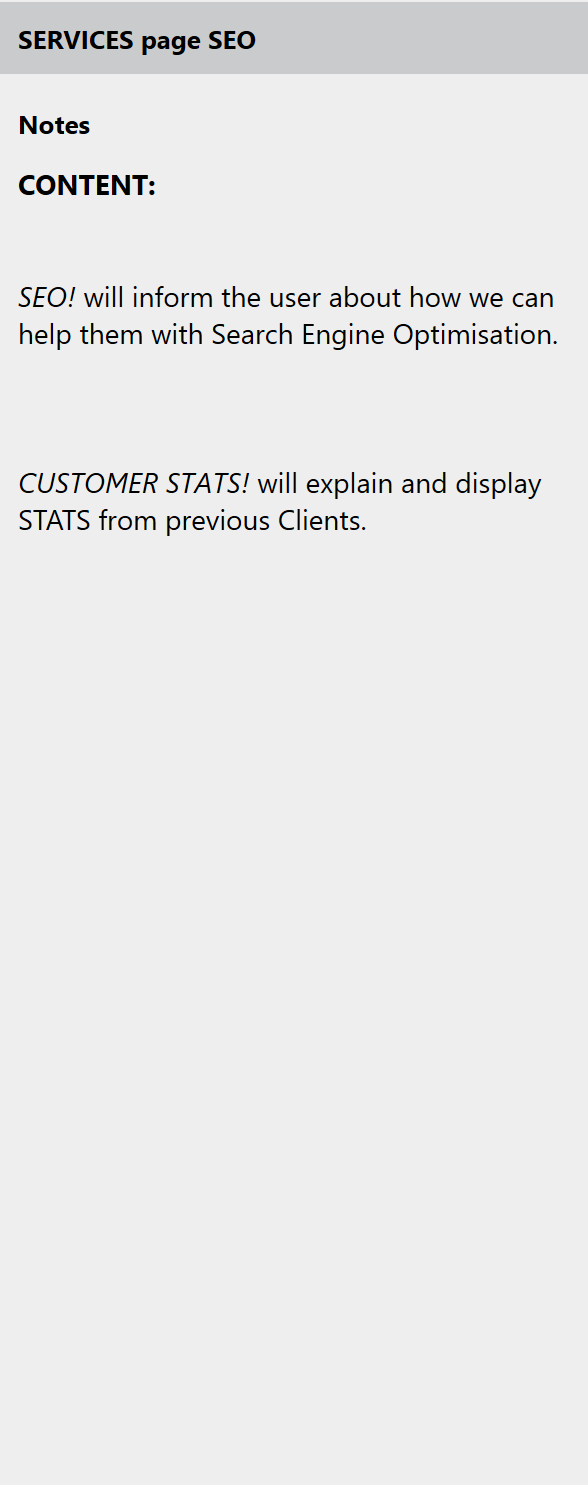 SERVICES page SEO
Notes
CONTENT:
SEO! will inform the user about how we can
help them with Search Engine Optimisation.
CUSTOMER STATS! will explain and display
STATS from previous Clients.